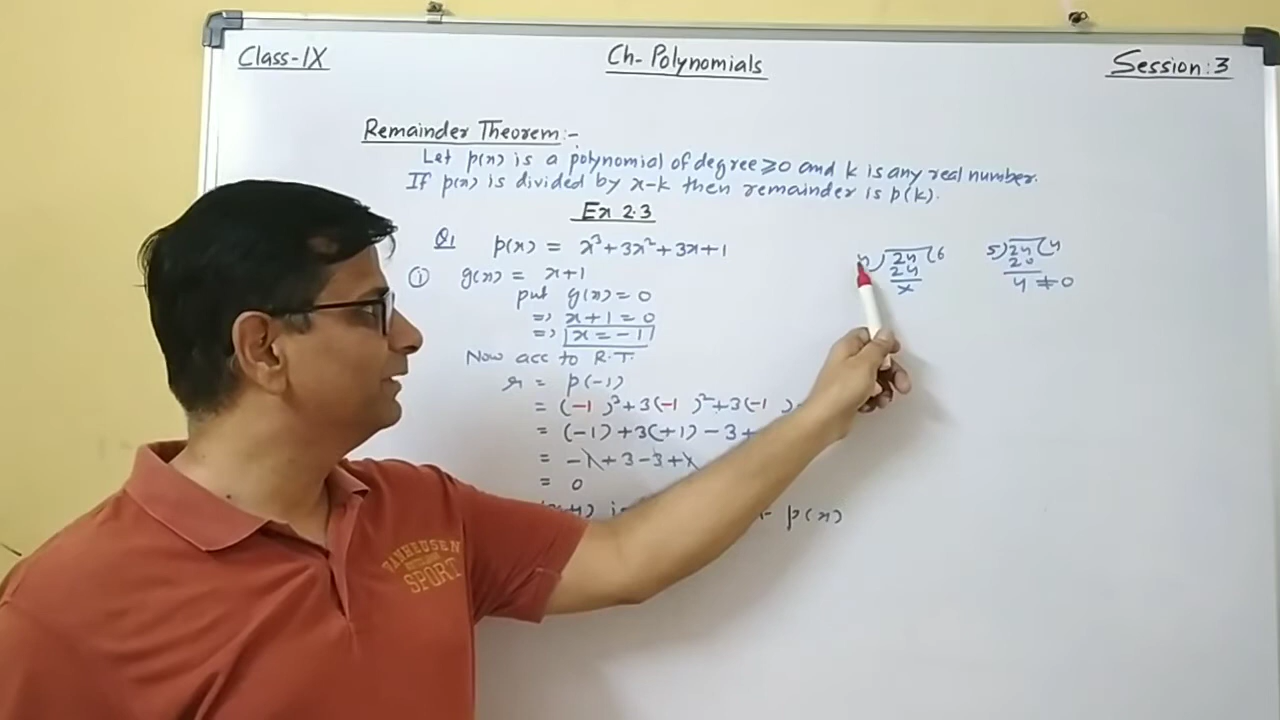 Class-IX
Ch- Polynomials
Session: 3
Remainder Theorem:-
Let p(x) is a polynomial of degree ≥ 0 and k is any real number.
If p(x) is divided by x-k then remainder is p(k).
Ex 2.3
Q1 p(x) = x³+3x²+3x+1
① g(x) = x+1
put g(x) = 0
=> x+1 = 0
=> x = -1
Now acc to R.T.
r = p(-1)
= (-1)³+3(-1)²+3(-1)
= (-1)+3(+1)-3+
= -1+3-3+1
= 0
p(x)
4)24(6
24
x
5)24(4
20
4≠0
VANHEUSEN
SPORT